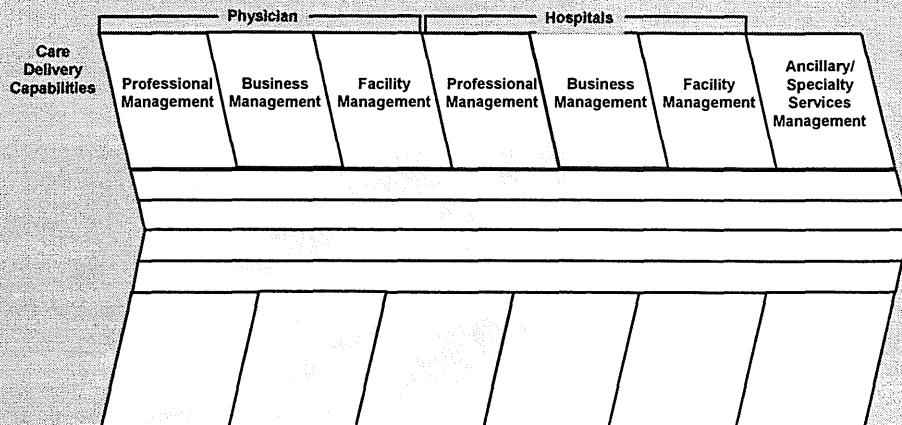 Physician
Hospitals
Care
Delivery
Capabilities
Professional
Management
Business
Management
Facility
Management
Professional
Management
Business
Management
Facility
Management
Ancillary/
Specialty
Services
Management